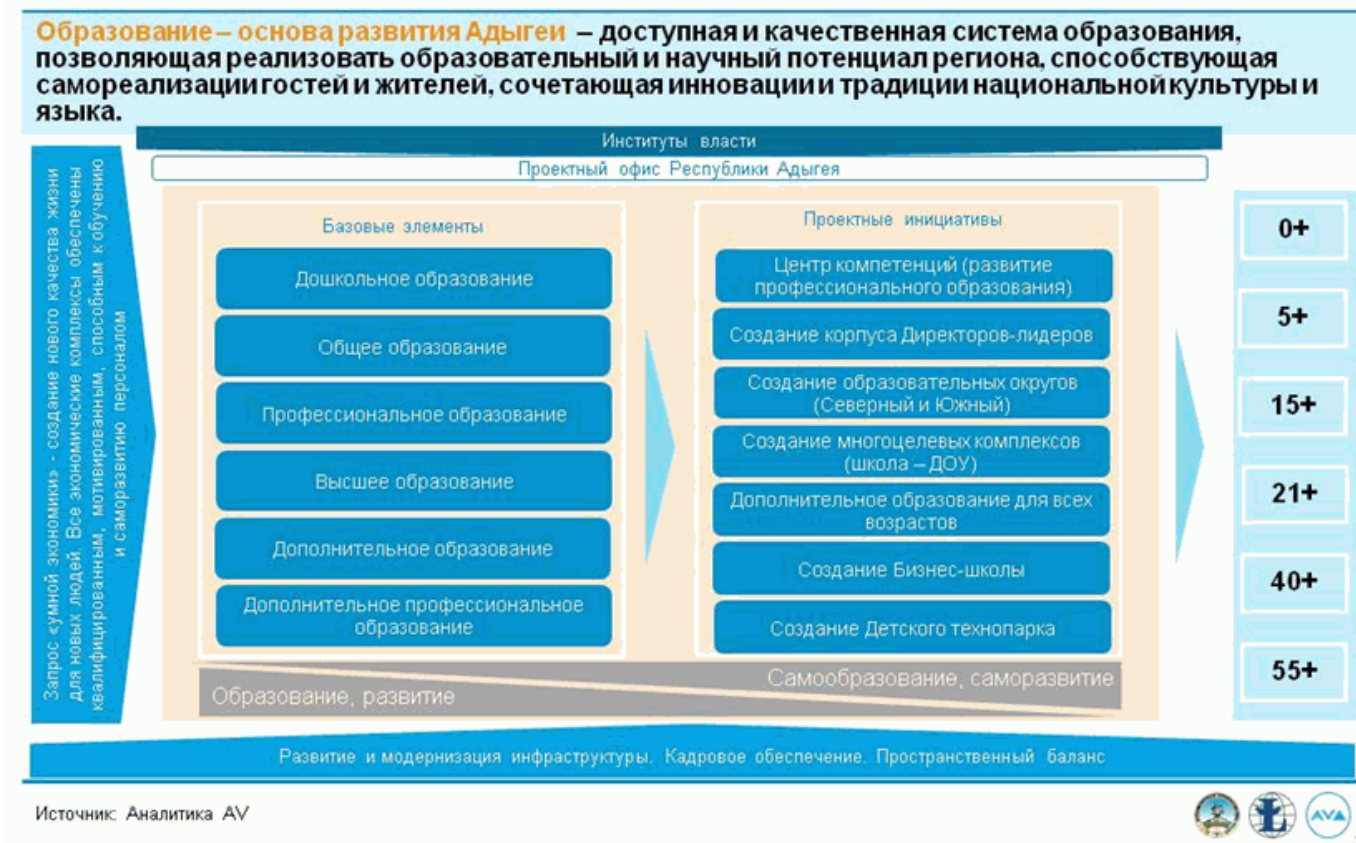 Образование – основа развития Адыгеи – доступная и качественная система образования,
позволяющая реализовать образовательный и научный потенциал региона, способствующая
самореализации гостей и жителей, сочетающая инновации и традиции национальной культуры и
языка.
Институты власти
Проектный офис Республики Адыгея
Запрос «умной экономики» - создание нового качества жизни
для новых людей. Все экономические комплексы обеспечены
квалифицированным, мотивированным, способным к обучению
и саморазвитию персоналом
Базовые элементы
Дошкольное образование
Общее образование
Профессиональное образование
Высшее образование
Дополнительное образование
Дополнительное профессиональное
образование
Проектные инициативы
Центр компетенций (развитие
профессионального образования)
Создание корпуса Директоров-лидеров
Создание образовательных округов
(Северный и Южный)
Создание многоцелевых комплексов
(школа – ДОУ)
Дополнительное образование для всех
возрастов
Создание Бизнес-школы
Создание Детского технопарка
0+
5+
15+
21+
40+
55+
Образование, развитие
Самообразование, саморазвитие
Развитие и модернизация инфраструктуры. Кадровое обеспечение. Пространственный баланс
Источник: Аналитика AV